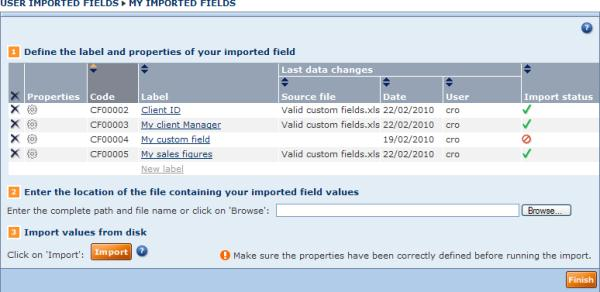 USER IMPORTED FIELDS ▸ MY IMPORTED FIELDS
1 Define the label and properties of your imported field
Last data changes
Properties Code Label Source file Date User Import status
CF00002 Client ID Valid custom fields.xls 22/02/2010 cro
CF00003 My client Manager Valid custom fields.xls 22/02/2010 cro
CF00004 My custom field 19/02/2010 cro
CF00005 My sales figures Valid custom fields.xls 22/02/2010 cro
New label
2 Enter the location of the file containing your imported field values
Enter the complete path and file name or click on 'Browse': Browse...
3 Import values from disk
Click on 'Import': Import ? Make sure the properties have been correctly defined before running the import.
Finish